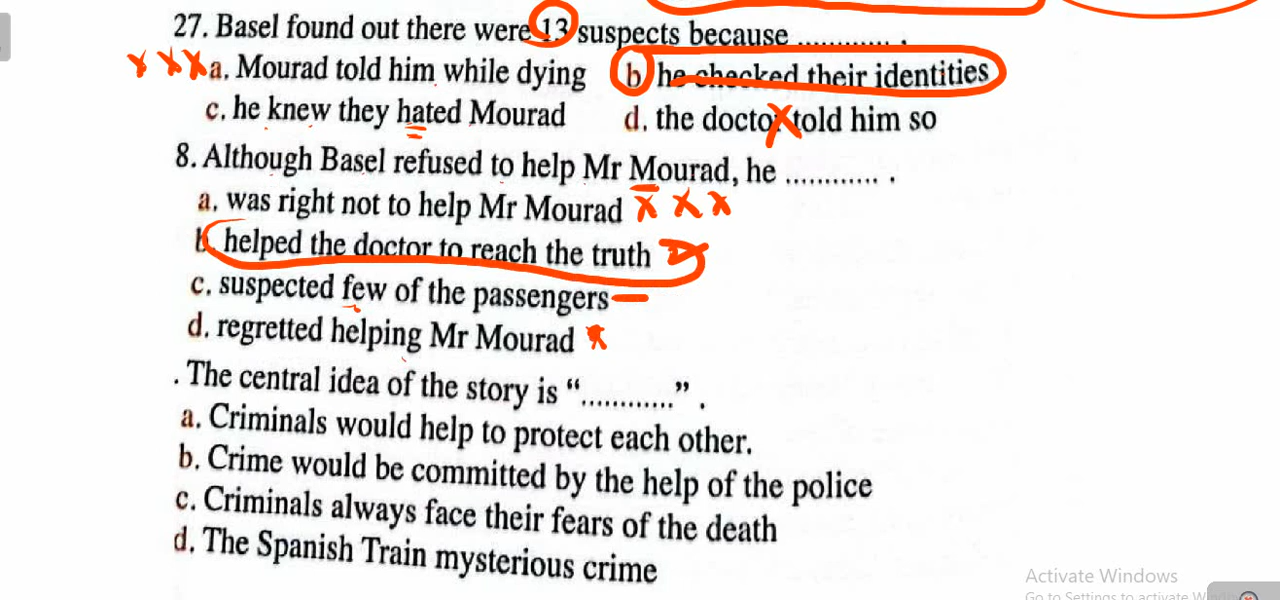 27. Basel found out there were 13 suspects because ............ .
a. Mourad told him while dying b he checked their identities
c. he knew they hated Mourad d. the doctor told him so
8. Although Basel refused to help Mr Mourad, he ............ .
a. was right not to help Mr Mourad
b. helped the doctor to reach the truth
c. suspected few of the passengers
d. regretted helping Mr Mourad
. The central idea of the story is “............” .
a. Criminals would help to protect each other.
b. Crime would be committed by the help of the police
c. Criminals always face their fears of the death
d. The Spanish Train mysterious crime
Activate Windows
Go to Settings to activate